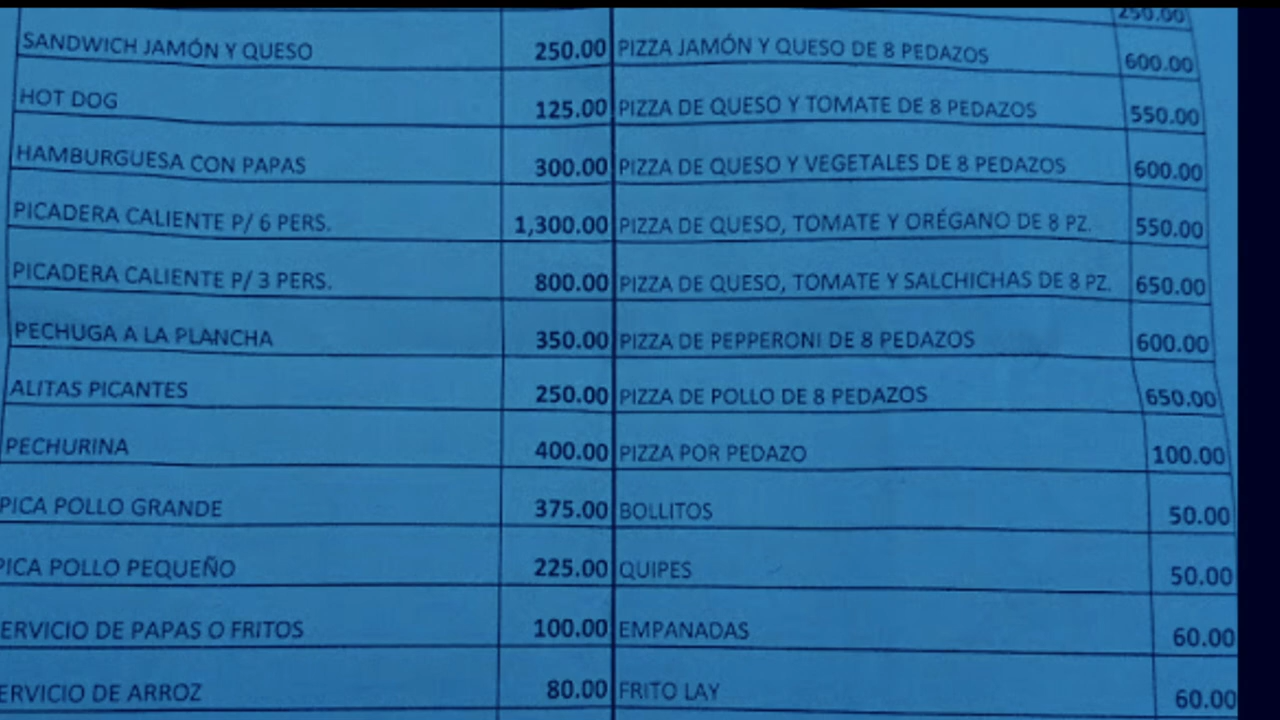 250.00
SANDWICH JAMÓN Y QUESO 250.00 PIZZA JAMÓN Y QUESO DE 8 PEDAZOS 600.00
HOT DOG 125.00 PIZZA DE QUESO Y TOMATE DE 8 PEDAZOS 550.00
HAMBURGUESA CON PAPAS 300.00 PIZZA DE QUESO Y VEGETALES DE 8 PEDAZOS 600.00
PICADERA CALIENTE P/ 6 PERS. 1,300.00 PIZZA DE QUESO, TOMATE Y ORÉGANO DE 8 PZ. 550.00
PICADERA CALIENTE P/ 3 PERS. 800.00 PIZZA DE QUESO, TOMATE Y SALCHICHAS DE 8 PZ. 650.00
PECHUGA A LA PLANCHA 350.00 PIZZA DE PEPPERONI DE 8 PEDAZOS 600.00
ALITAS PICANTES 250.00 PIZZA DE POLLO DE 8 PEDAZOS 650.00
PECHURINA 400.00 PIZZA POR PEDAZO 100.00
PICA POLLO GRANDE 375.00 BOLLITOS 50.00
PICA POLLO PEQUEÑO 225.00 QUIPES 50.00
ERVICIO DE PAPAS O FRITOS 100.00 EMPANADAS 60.00
ERVICIO DE ARROZ 80.00 FRITO LAY 60.00